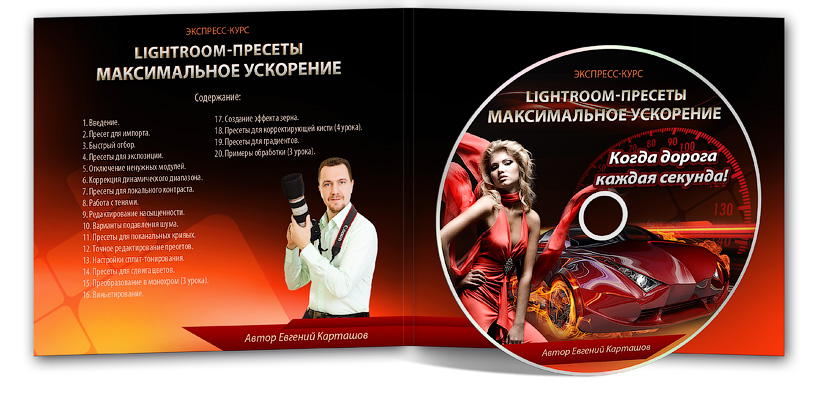 ЭКСПРЕСС-КУРС
LIGHTROOM-ПРЕСЕТЫ
МАКСИМАЛЬНОЕ УСКОРЕНИЕ
Содержание:
1. Введение.
2. Пресет для импорта.
3. Быстрый отбор.
4. Пресеты для экспозиции.
5. Отключение ненужных модулей.
6. Коррекция динамического диапазона.
7. Пресеты для локального контраста.
8. Работа с тенями.
9. Редактирование насыщенности.
10. Варианты подавления шума.
11. Пресеты для поканальных кривых.
12. Точное редактирование пресетов.
13. Настройки сплит-тонирования.
14. Пресеты для сдвига цветов.
15. Преобразование в монохром (3 урока).
16. Виньетирование.
17. Создание эффекта зерна.
18. Пресеты для корректирующей кисти (4 урока).
19. Пресеты для градиентов.
20. Примеры обработки (3 урока).
Canon
Автор Евгений Карташов
ЭКСПРЕСС-КУРС
LIGHTROOM-ПРЕСЕТЫ
МАКСИМАЛЬНОЕ УСКОРЕНИЕ
Когда дорога
каждая секунда!
100
130
Автор Евгений Карташов